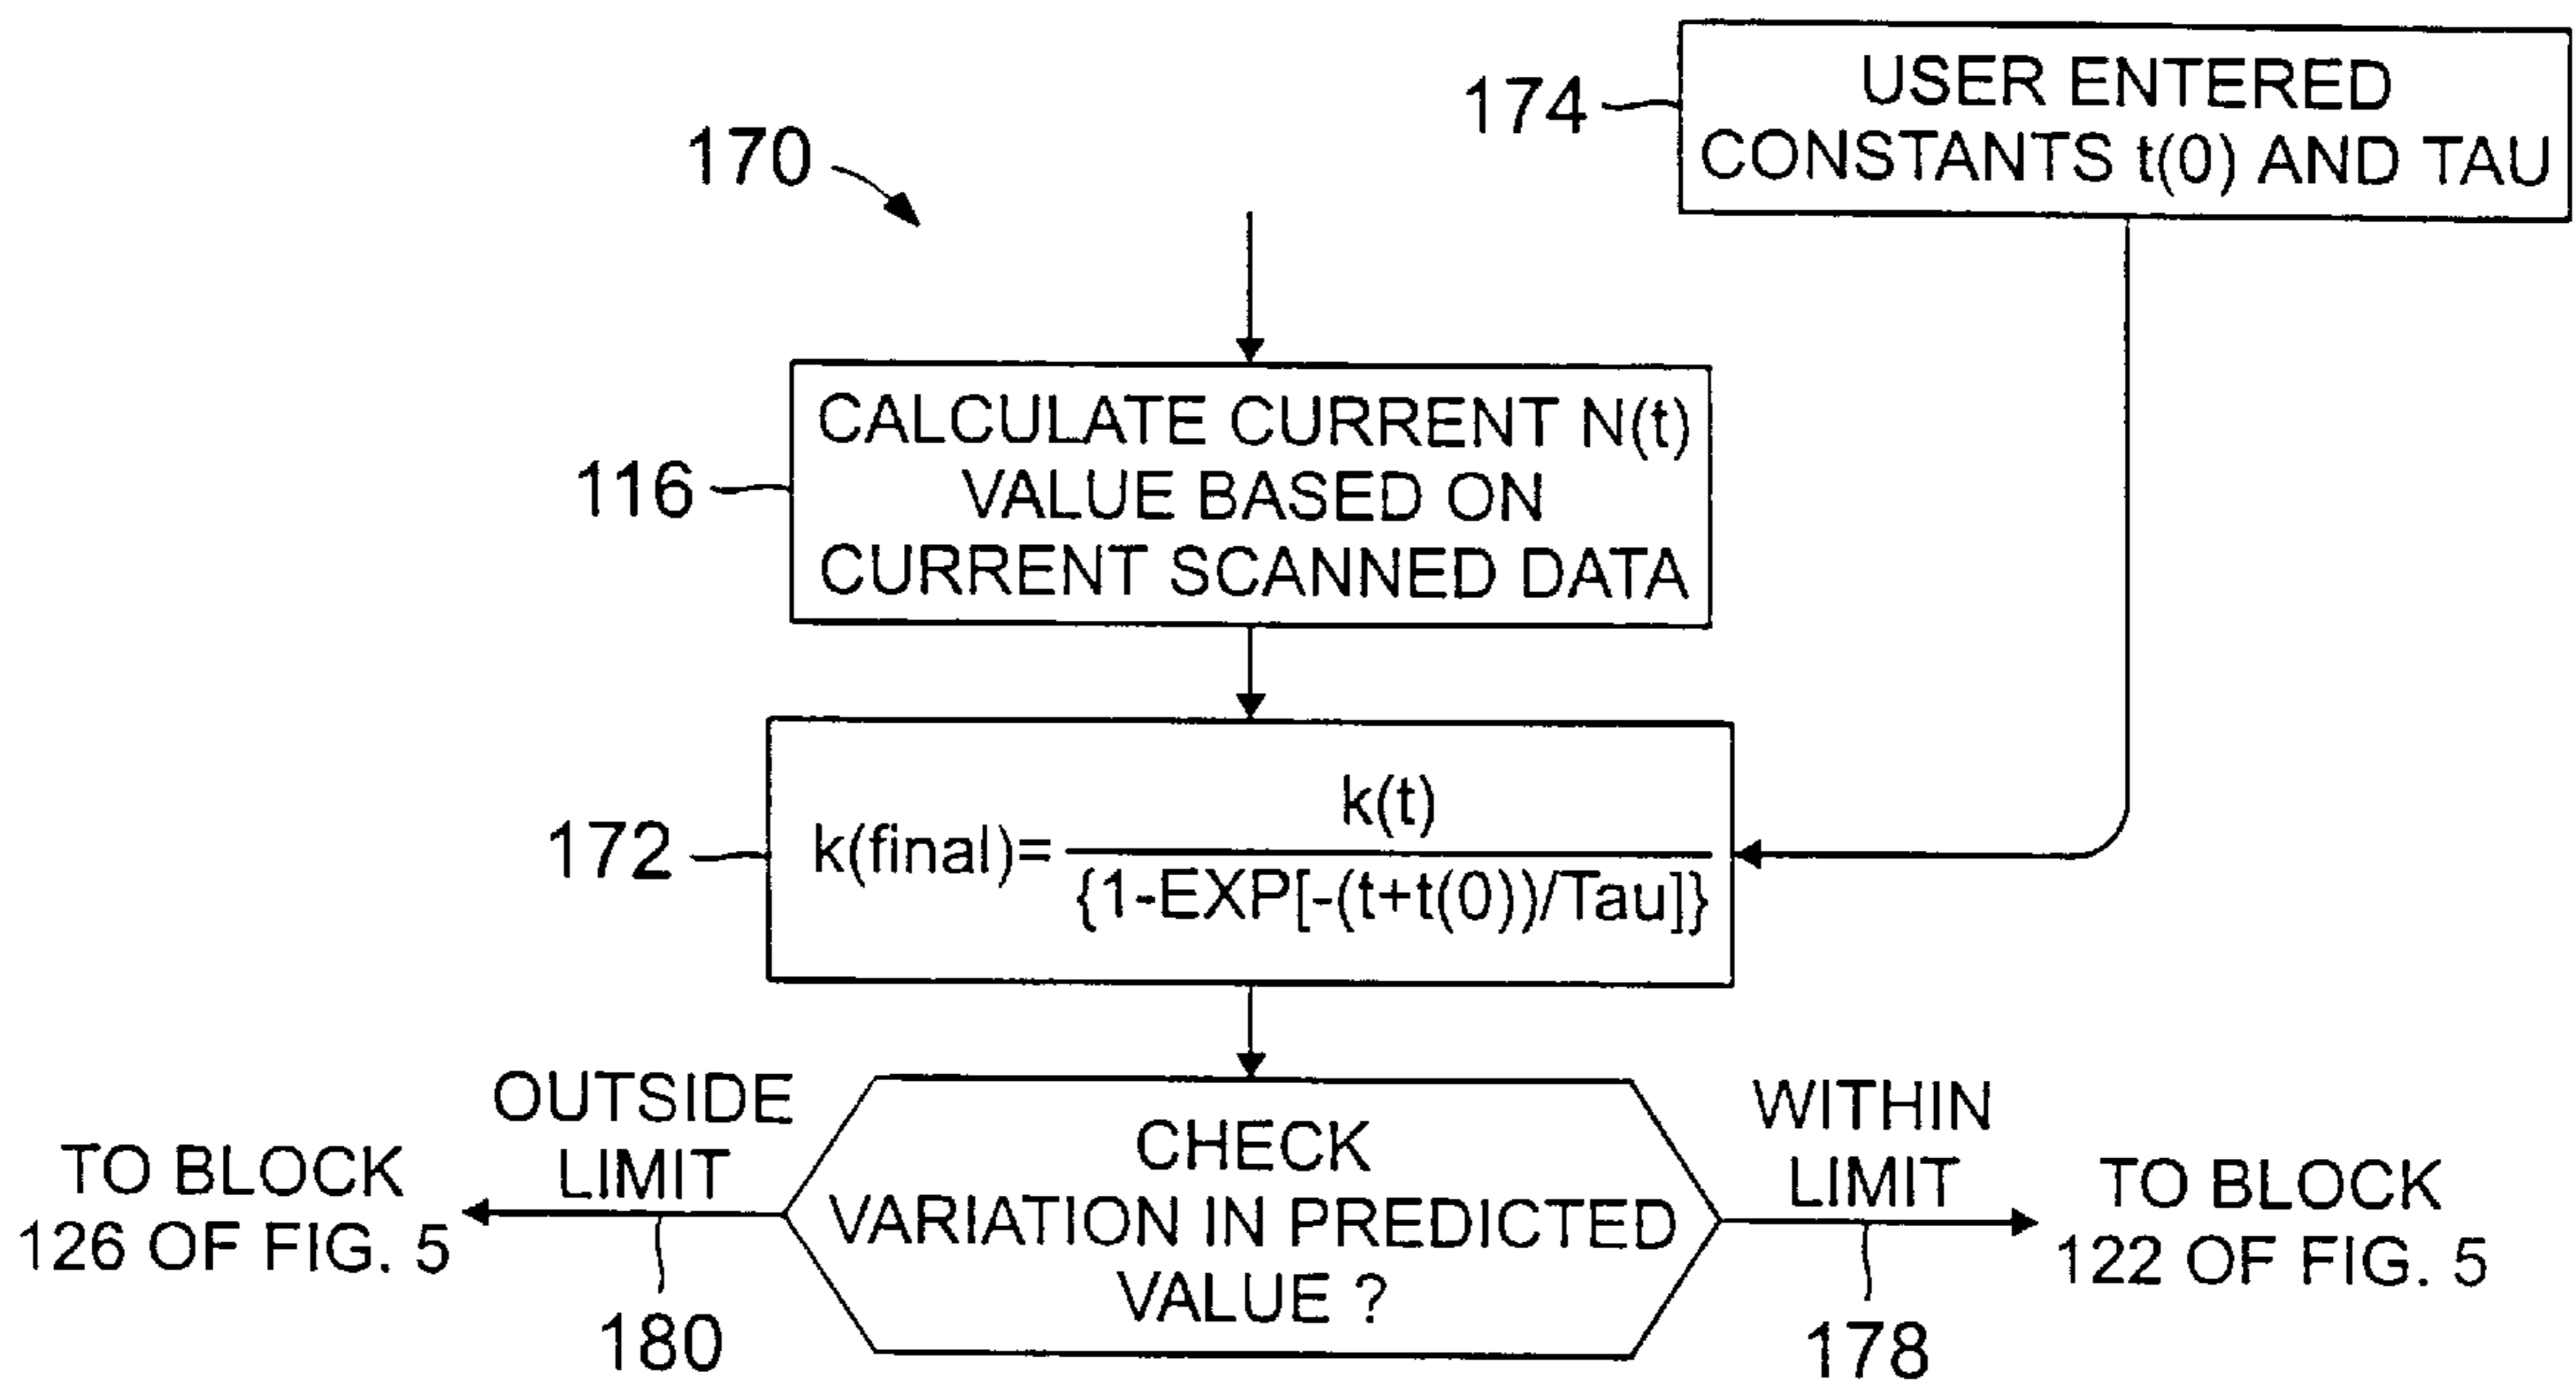 174
USER ENTERED
CONSTANTS t(0) AND TAU
170
116
CALCULATE CURRENT N(t)
VALUE BASED ON
CURRENT SCANNED DATA
172
k(final)=
k(t)
{1-EXP[-(t+t(0))/Tau]}
OUTSIDE
LIMIT
TO BLOCK
126 OF FIG. 5
180
CHECK
VARIATION IN PREDICTED
VALUE ?
WITHIN
LIMIT
TO BLOCK
122 OF FIG. 5
178